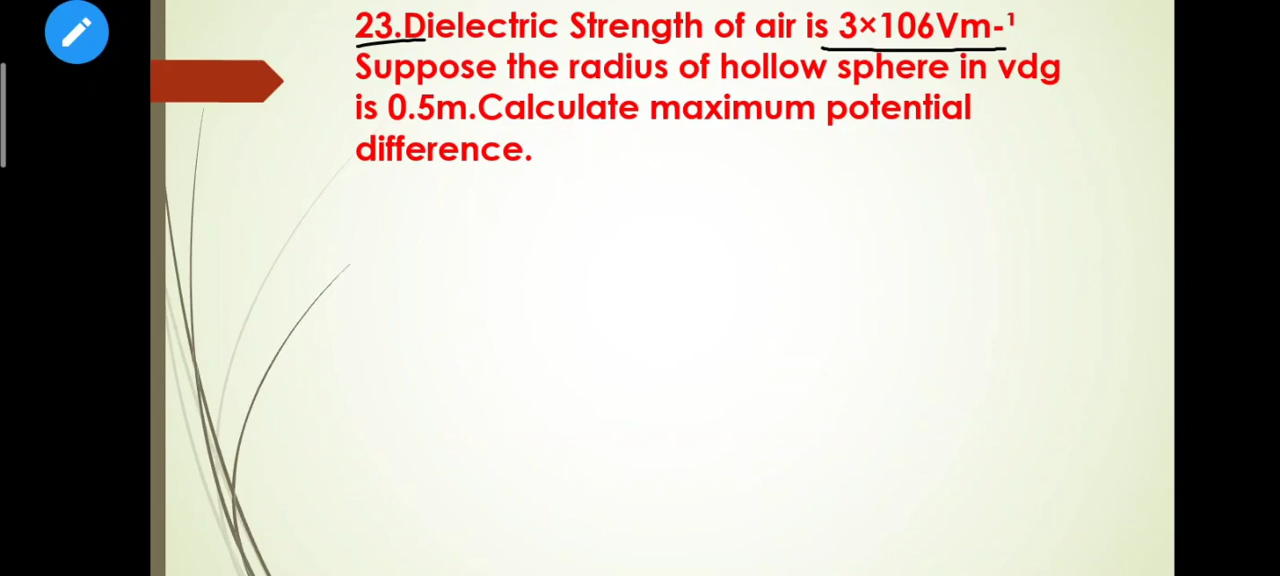 23.Dielectric Strength of air is 3×106Vm-¹
Suppose the radius of hollow sphere in vdg
is 0.5m.Calculate maximum potential
difference.